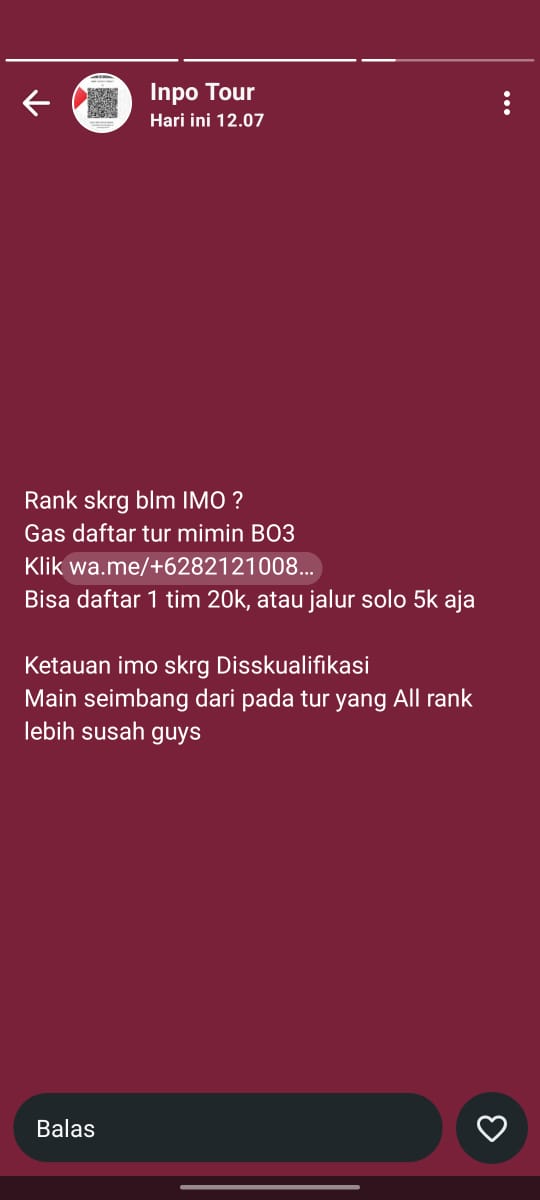 Inpo Tour
Hari ini 12.07
Rank skrg blm IMO ?
Gas daftar tur mimin BO3
Klik wa.me/+6282121008...
Bisa daftar 1 tim 20k, atau jalur solo 5k aja
Ketauan imo skrg Disskualifikasi
Main seimbang dari pada tur yang All rank
lebih susah guys
Balas